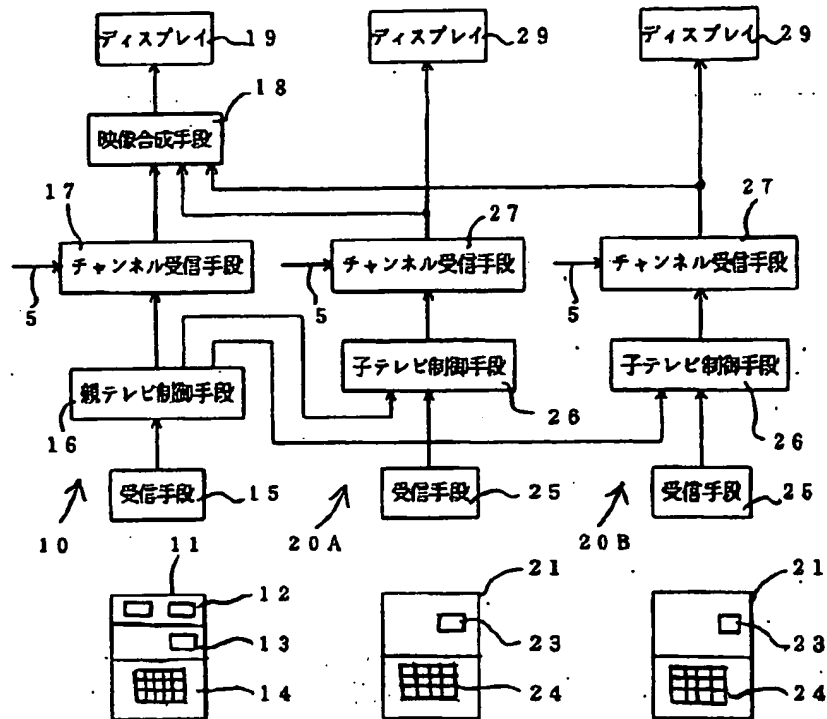 ディスプレイ 19 ディスプレイ 29 ディスプレイ 29
18
映像合成手段
17 27 27
チャンネル受信手段 チャンネル受信手段 チャンネル受信手段
5 5 5
親テレビ制御手段 子テレビ制御手段 子テレビ制御手段
16 26 26
受信手段 15 受信手段 25 受信手段 25
10 11 20A 20B
12 21 21
13 23 23
14 24 24